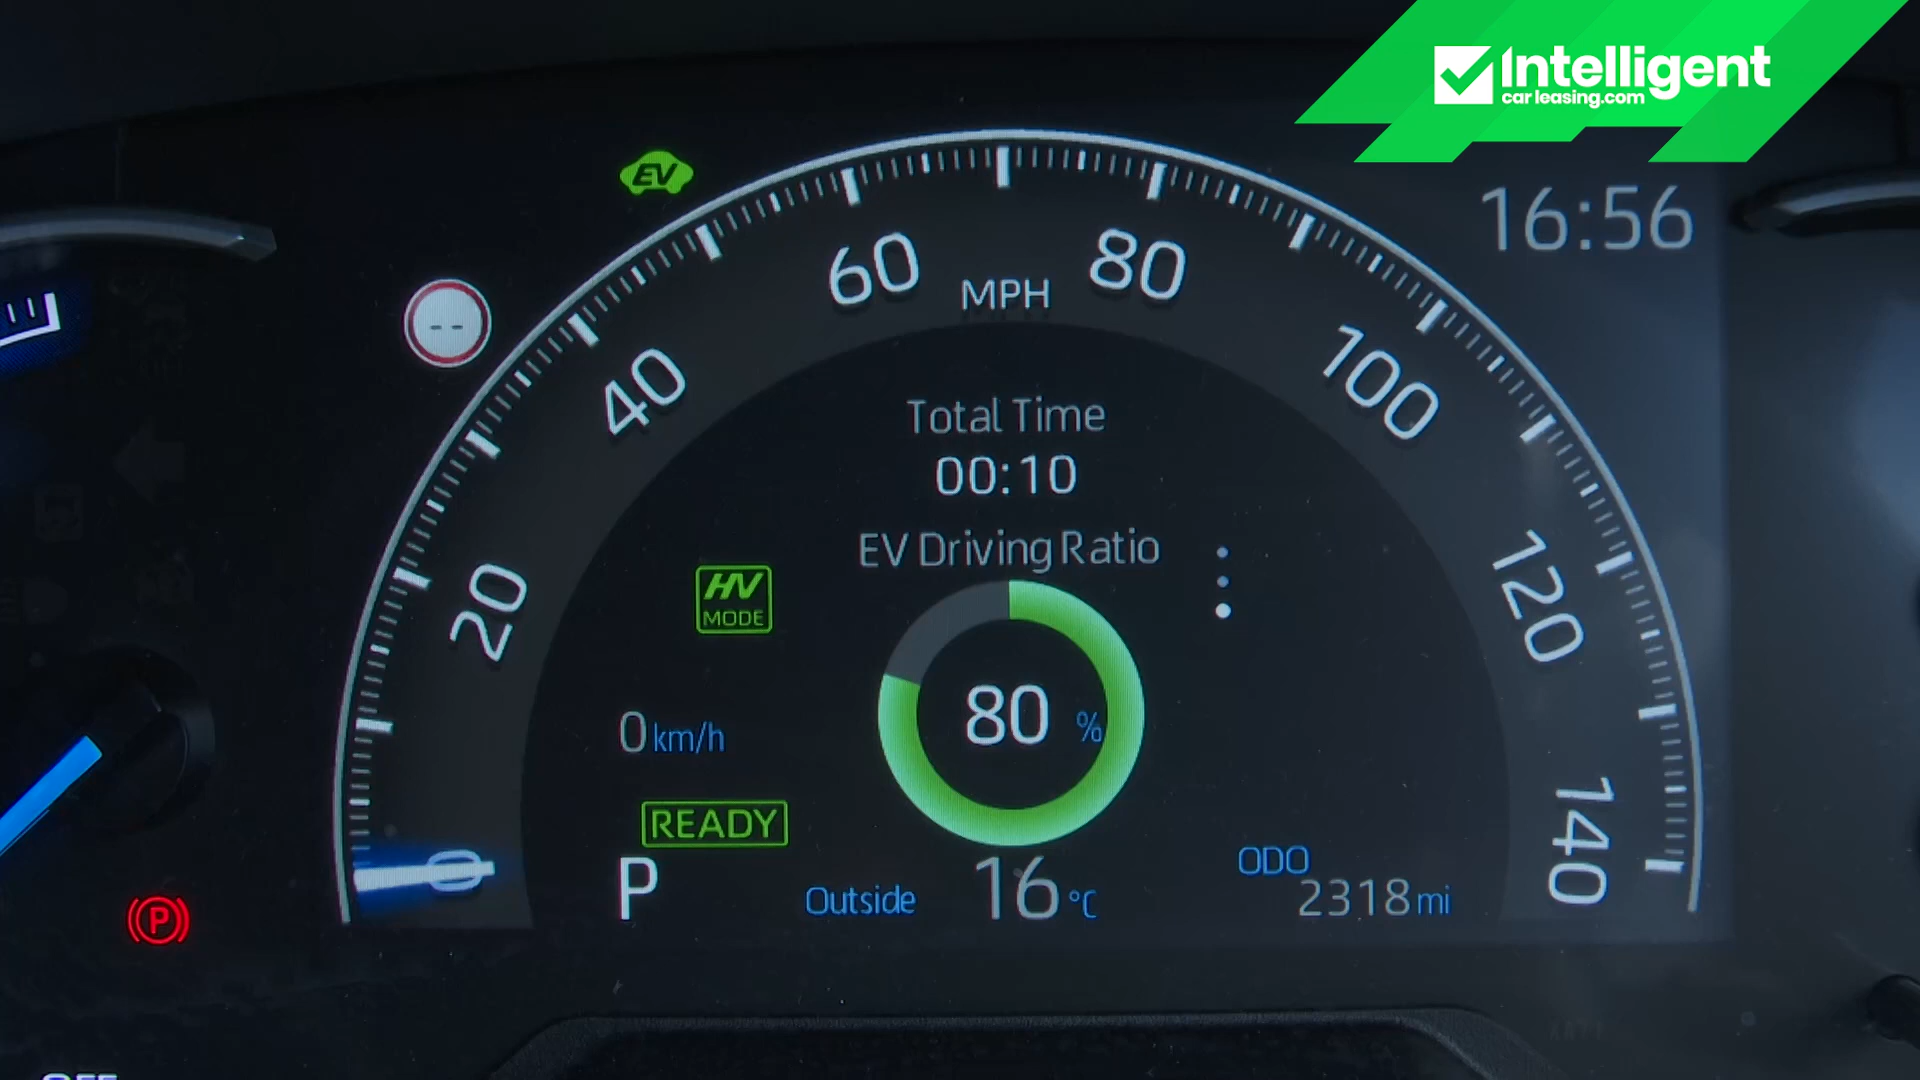 Intelligent
car leasing.com
EV
16:56
--
60
MPH
80
40
100
Total Time
00:10
EV Driving Ratio
20
HV
MODE
120
80 %
0 km/h
140
READY
0
P
Outside 16 °C
ODO
2318 mi
P